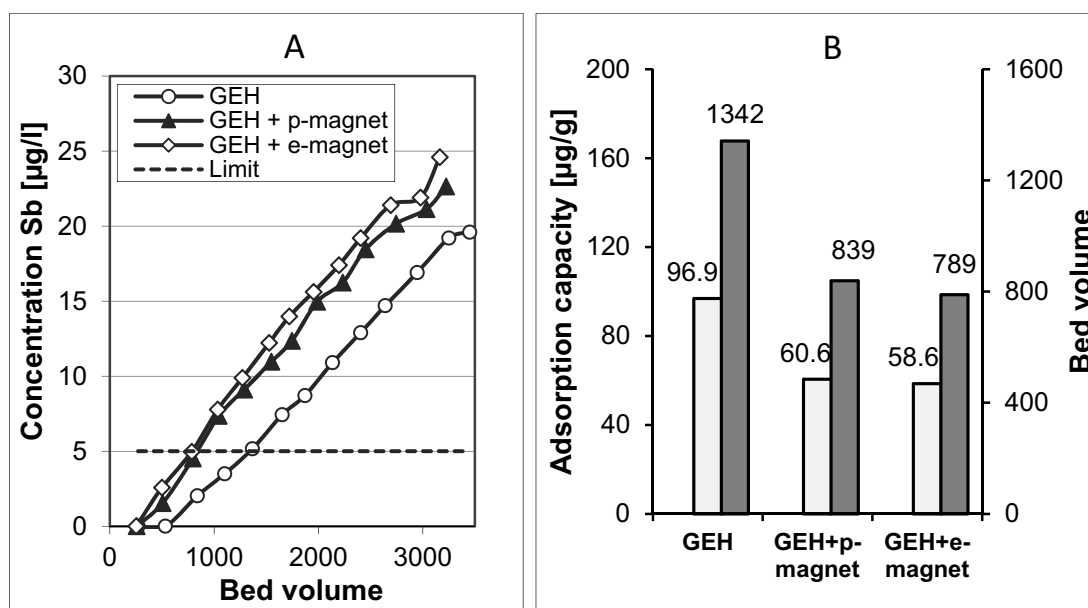 A
Concentration Sb [µg/l]
30
25
20
15
10
5
0
GEH
GEH + p-magnet
GEH + e-magnet
Limit
0 1000 2000 3000
Bed volume
B
Adsorption capacity [µg/g]
200
160
120
80
40
0
96.9
1342
60.6
839
58.6
789
GEH
GEH+p-
magnet
GEH+e-
magnet
1600
1200
800
400
0
Bed volume